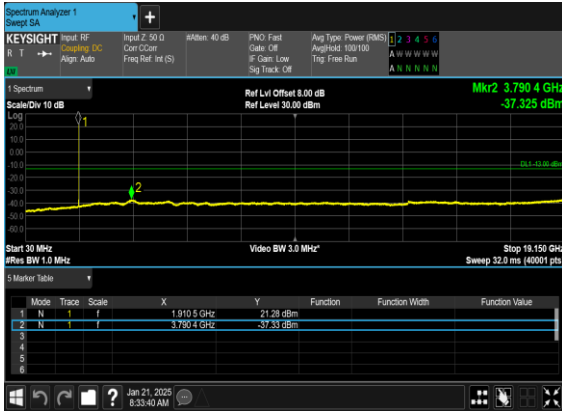 Spectrum Analyzer 1
Swept SA
+
KEYSIGHT
R T
Input: RF
Coupling: DC
Align: Auto
Input Z: 50 Ω
Corr CCorr
Freq Ref: Int (S)
#Atten: 40 dB
PNO: Fast
Gate: Off
IF Gain: Low
Sig Track: Off
Avg Type: Power (RMS)
Avg|Hold: 100/100
Trig: Free Run
1 2 3 4 5 6
A W W W W W
A N N N N N
1 Spectrum
Scale/Div 10 dB
Ref Lvl Offset 8.00 dB
Ref Level 30.00 dBm
Mkr2 3.790 4 GHz
-37.325 dBm
Log
20.0
10.0
0.00
-10.0
-20.0
-30.0
-40.0
-50.0
-60.0
1
2
DL1 -13.00 dBm
Start 30 MHz
#Res BW 1.0 MHz
Video BW 3.0 MHz*
Stop 19.150 GHz
Sweep 32.0 ms (40001 pts)
5 Marker Table
Mode Trace Scale X Y Function Function Width Function Value
1 N 1 f 1.910 5 GHz 21.28 dBm
2 N 1 f 3.790 4 GHz -37.33 dBm
3
4
5
6
?
Jan 21, 2025
8:33:40 AM